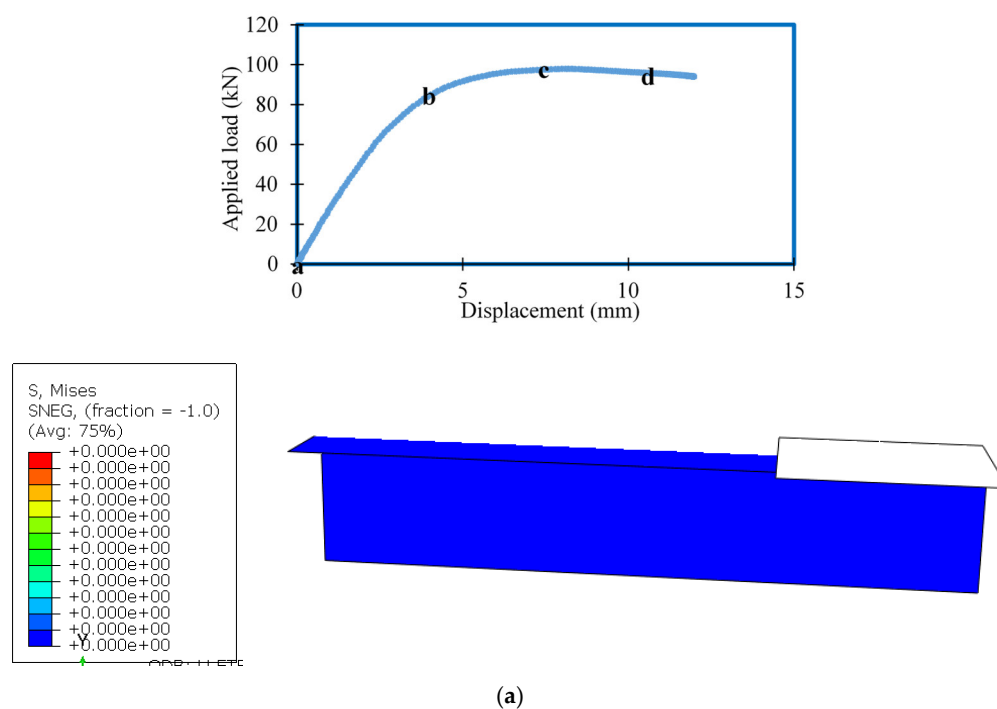 120
100
80
60
40
20
0
Applied load (kN)
a
b
c
d
0 5 10 15
Displacement (mm)
S, Mises
SNEG, (fraction = -1.0)
(Avg: 75%)
+0.000e+00
+0.000e+00
+0.000e+00
+0.000e+00
+0.000e+00
+0.000e+00
+0.000e+00
+0.000e+00
+0.000e+00
+0.000e+00
+0.000e+00
+0.000e+00
+0.000e+00
Y
(a)